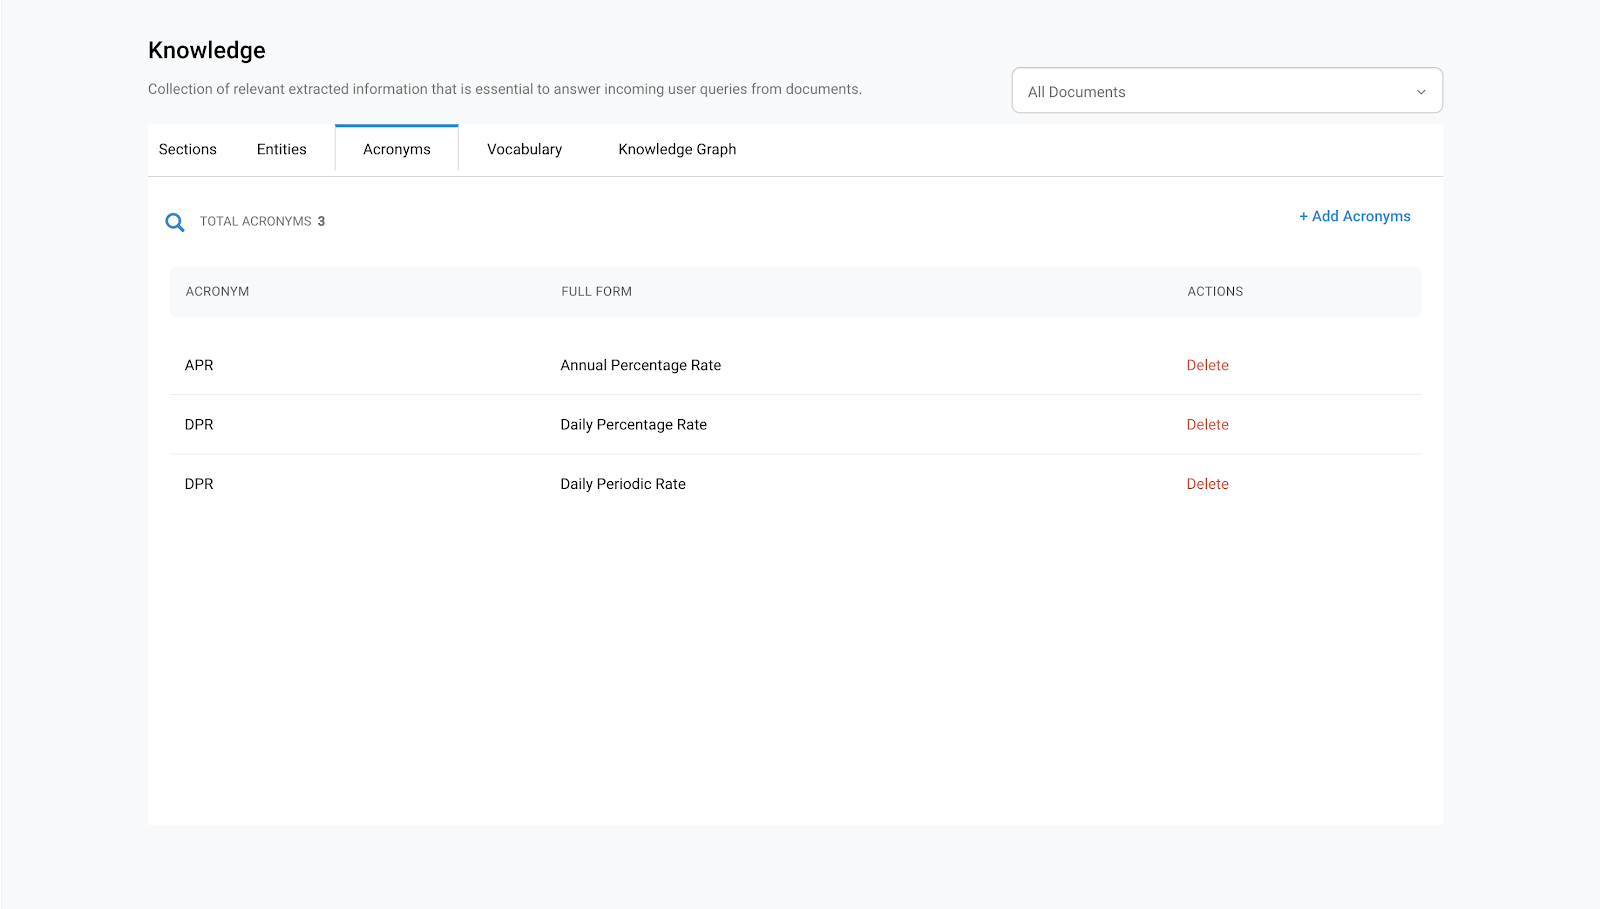 Knowledge
Collection of relevant extracted information that is essential to answer incoming user queries from documents.
All Documents
Sections Entities Acronyms Vocabulary Knowledge Graph
TOTAL ACRONYMS 3
+ Add Acronyms
ACRONYM FULL FORM ACTIONS
APR Annual Percentage Rate Delete
DPR Daily Percentage Rate Delete
DPR Daily Periodic Rate Delete